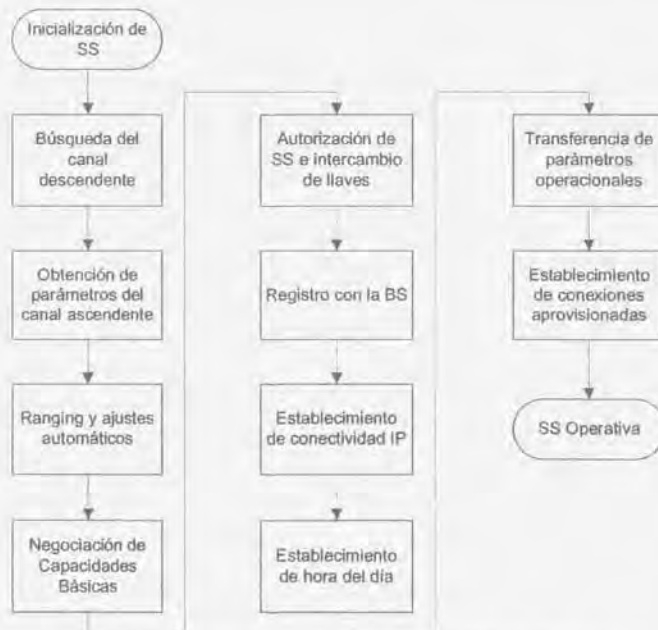 Inicialización de
SS
Búsqueda del
canal
descendente
Obtención de
parámetros del
canal ascendente
Ranging y ajustes
automáticos
Negociación de
Capacidades
Básicas
Autorización de
SS e intercambio
de llaves
Registro con la BS
Establecimiento
de conectividad IP
Establecimiento
de hora del día
Transferencia de
parámetros
operacionales
Establecimiento
de conexiones
aprovisionadas
SS Operativa